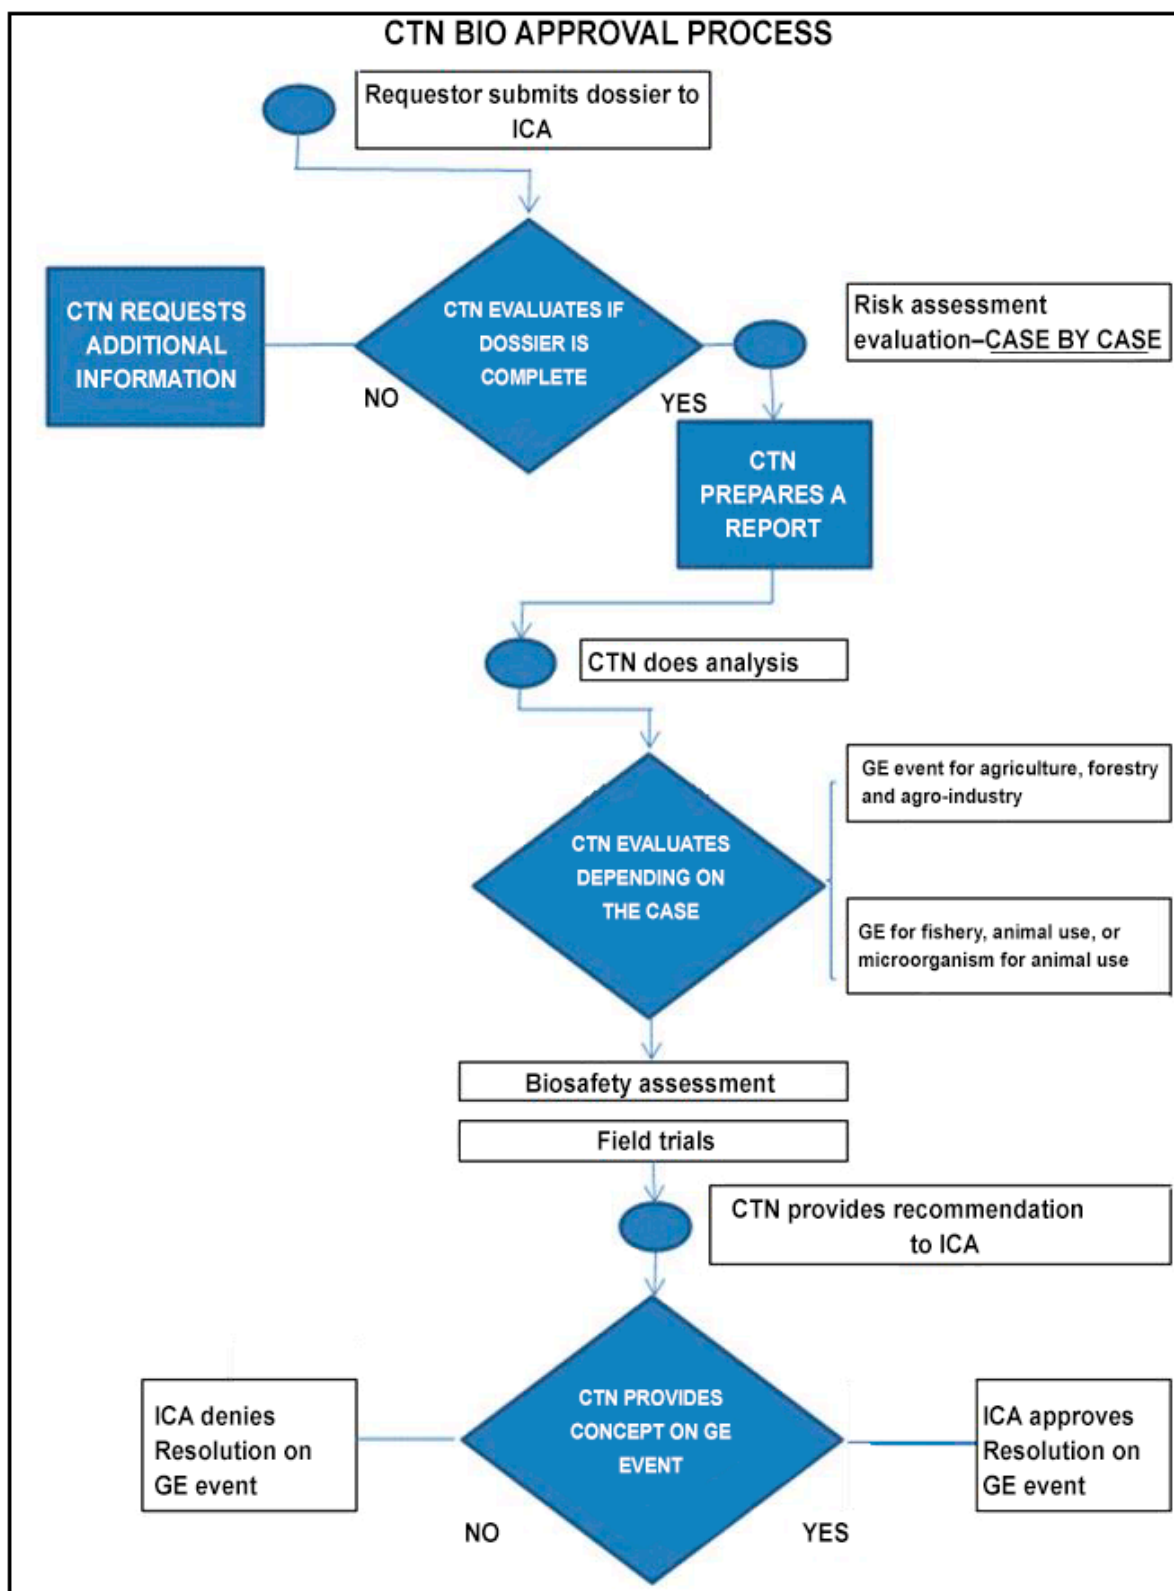 CTN BIO APPROVAL PROCESS
Requestor submits dossier to
ICA
CTN REQUESTS
ADDITIONAL
INFORMATION
CTN EVALUATES IF
DOSSIER IS
COMPLETE
NO
YES
Risk assessment
evaluation–CASE BY CASE
CTN
PREPARES A
REPORT
CTN does analysis
CTN EVALUATES
DEPENDING ON
THE CASE
GE event for agriculture, forestry
and agro-industry
GE for fishery, animal use, or
microorganism for animal use
Biosafety assessment
Field trials
CTN provides recommendation
to ICA
CTN PROVIDES
CONCEPT ON GE
EVENT
ICA denies
Resolution on
GE event
NO
YES
ICA approves
Resolution on
GE event